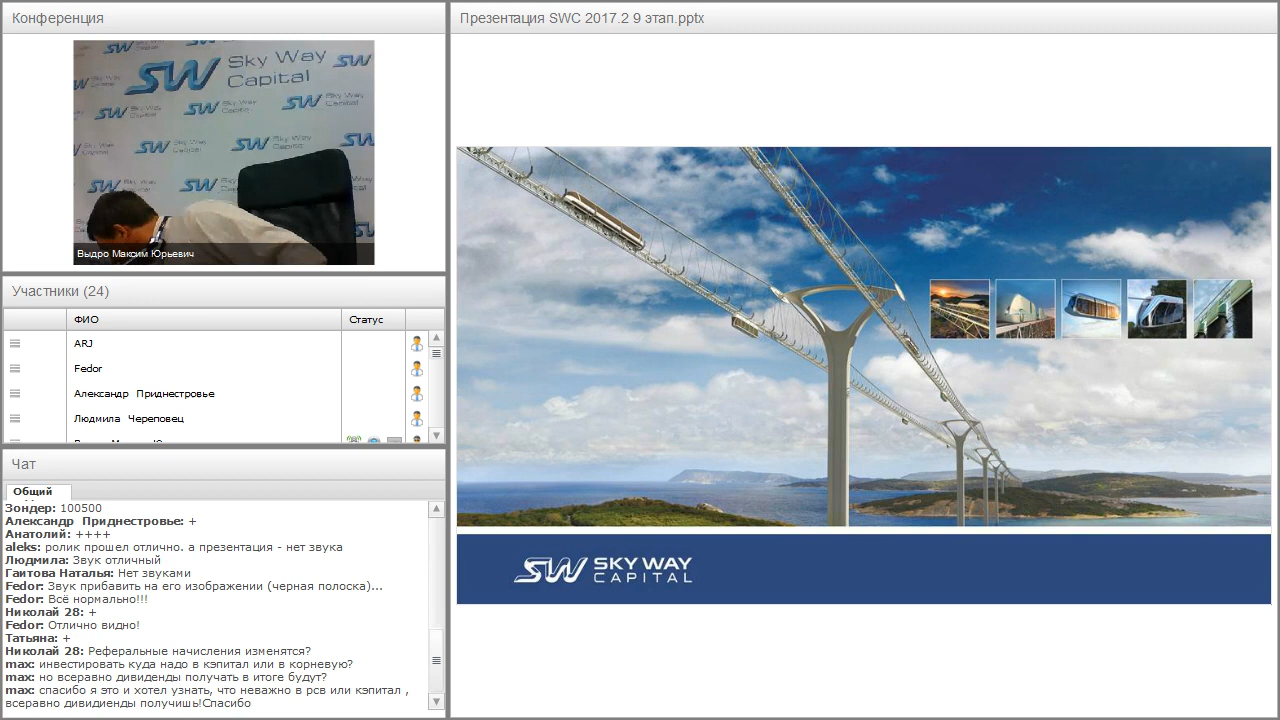 Конференция
Sky Way
Capital
Выдро Максим Юрьевич
Участники (24)
ФИО
Статус
ARJ
Fedor
Александр Приднестровье
Людмила Череповец
Чат
Общий
Зондер: 100500
Александр Приднестровье: +
Анатолий: ++++
aleks: ролик прошел отлично. а презентация - нет звука
Людмила: Звук отличный
Гаитова Наталья: Нет звуками
Fedor: Звук прибавить на его изображении (черная полоска)...
Fedor: Всё нормально!!!
Николай 28: +
Fedor: Отлично видно!
Татьяна: +
Николай 28: Реферальные начисления изменятся?
max: инвестировать куда надо в кэпитал или в корневую?
max: но всеравно дивиденды получать в итоге будут?
max: спасибо я это и хотел узнать, что неважно в рсв или кэпитал ,
всеравно дивидиенды получишь!Спасибо
Презентация SWC 2017.2 9 этап.pptx
SW SKY WAY
CAPITAL